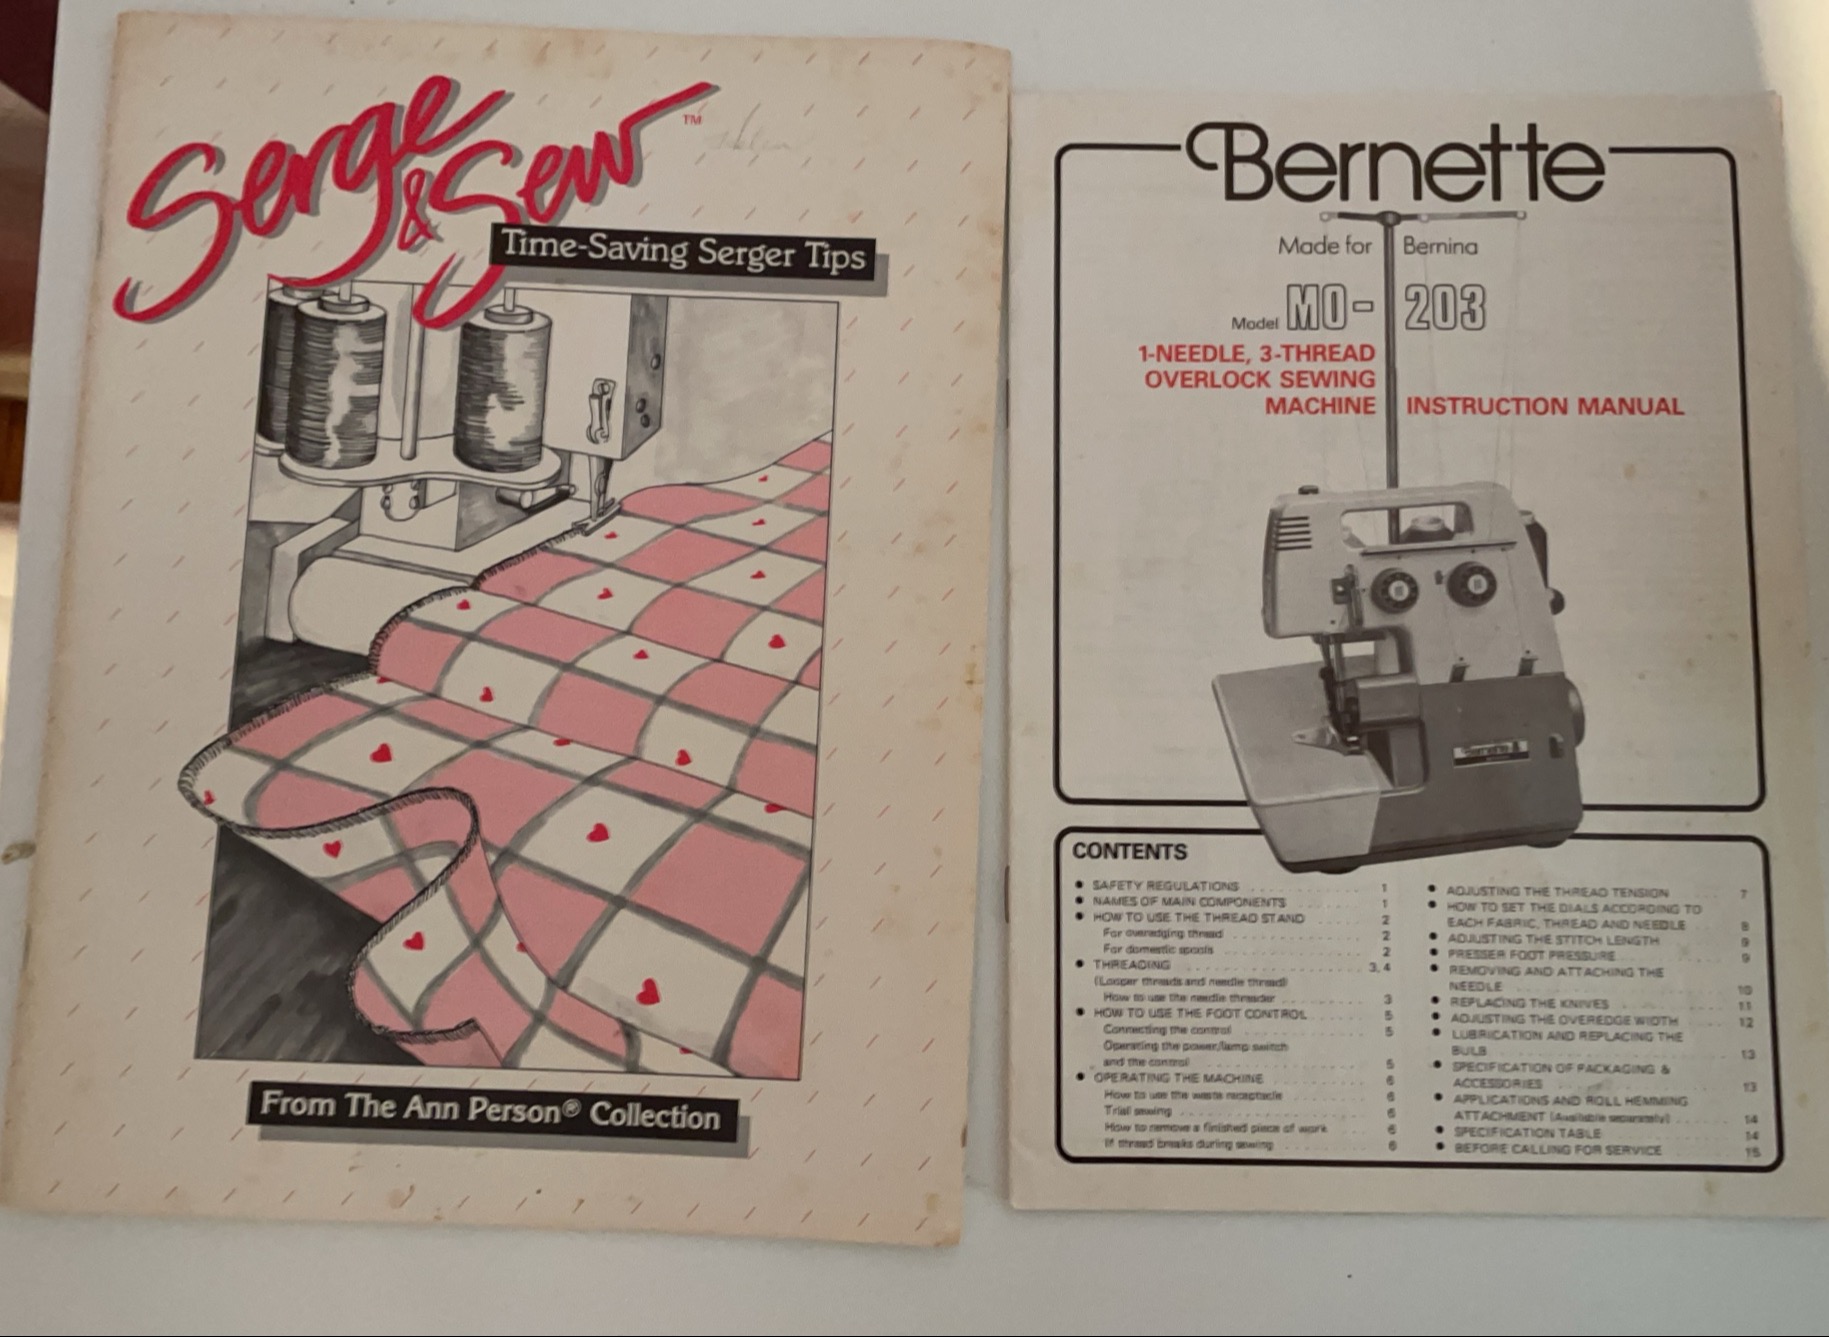 Serge
& Sew ™
Time-Saving Serger Tips
From The Ann Person® Collection
Bernette
Made for Bernina
Model MO-203
1-NEEDLE, 3-THREAD
OVERLOCK SEWING
MACHINE INSTRUCTION MANUAL
Bernette
CONTENTS
• SAFETY REGULATIONS . . . . . . . . . . 1
• NAMES OF MAIN COMPONENTS . . . . . . 1
• HOW TO USE THE THREAD STAND . . . . . 2
For overedging thread . . . . . . . . . . 2
For domestic spools . . . . . . . . . . 2
• THREADING . . . . . . . . . . 3, 4
(Looper threads and needle thread)
How to use the needle threader . . . . . . 3
• HOW TO USE THE FOOT CONTROL . . . . . 5
Connecting the control . . . . . . . . . . 5
Operating the power/lamp switch
and the control . . . . . . . . . . 5
• OPERATING THE MACHINE . . . . . . . . 6
How to use the waste receptacle . . . . . . 6
Trial sewing . . . . . . . . . . 6
How to remove a finished piece of work . . . 6
If thread breaks during sewing . . . . . . 6
• ADJUSTING THE THREAD TENSION . . . 7
• HOW TO SET THE DIALS ACCORDING TO
EACH FABRIC, THREAD AND NEEDLE . . . 8
• ADJUSTING THE STITCH LENGTH . . . . 9
• PRESSER FOOT PRESSURE . . . . . . . . 9
• REMOVING AND ATTACHING THE
NEEDLE . . . . . . . . . . 10
• REPLACING THE KNIVES . . . . . . . . 11
• ADJUSTING THE OVEREDGE WIDTH . . . 12
• LUBRICATION AND REPLACING THE
BULB . . . . . . . . . . 13
• SPECIFICATION OF PACKAGING &
ACCESSORIES . . . . . . . . . . 13
• APPLICATIONS AND ROLL HEMMING
ATTACHMENT (Available separately) . . . . 14
• SPECIFICATION TABLE . . . . . . . . . . 14
• BEFORE CALLING FOR SERVICE . . . . . 15